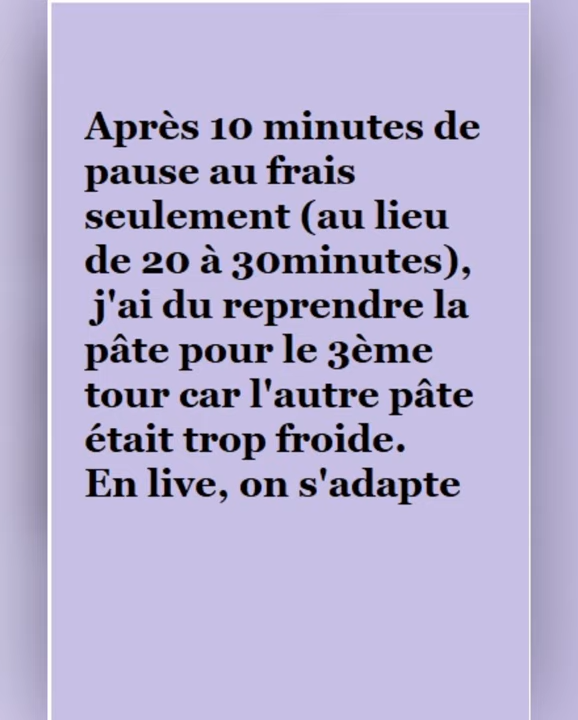 Après 10 minutes de
pause au frais
seulement (au lieu
de 20 à 30minutes),
j'ai du reprendre la
pâte pour le 3ème
tour car l'autre pâte
était trop froide.
En live, on s'adapte